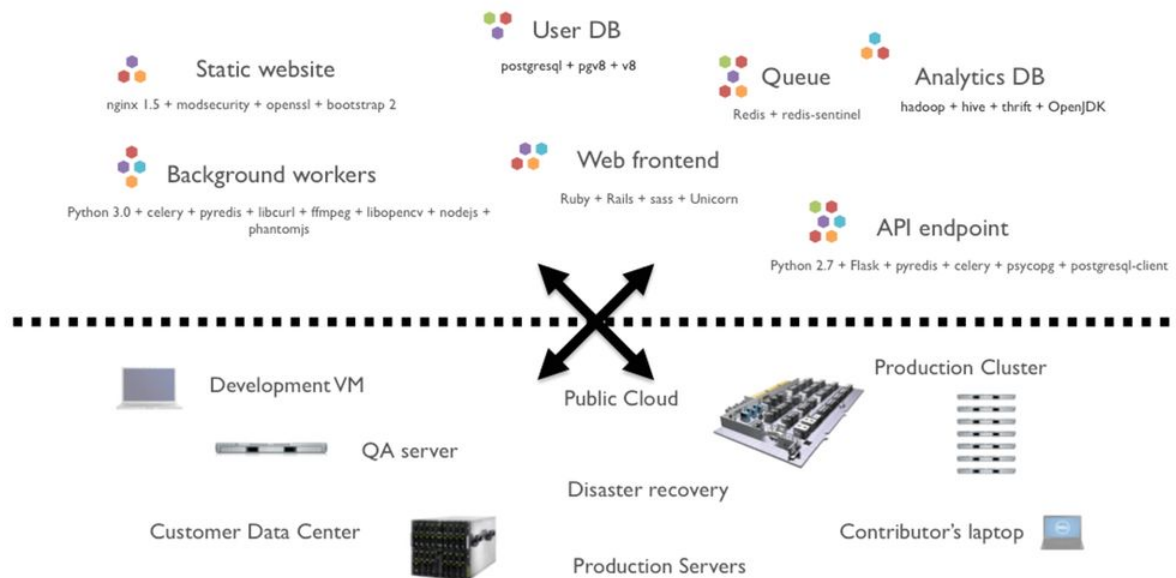 User DB
postgresql + pgv8 + v8
Static website
nginx 1.5 + modsecurity + openssl + bootstrap 2
Queue
Redis + redis-sentinel
Analytics DB
hadoop + hive + thrift + OpenJDK
Background workers
Python 3.0 + celery + pyredis + libcurl + ffmpeg + libopencv + nodejs +
phantomjs
Web frontend
Ruby + Rails + sass + Unicorn
API endpoint
Python 2.7 + Flask + pyredis + celery + psycopg + postgresql-client
Development VM
Public Cloud
Production Cluster
QA server
Disaster recovery
Customer Data Center
Contributor's laptop
Production Servers